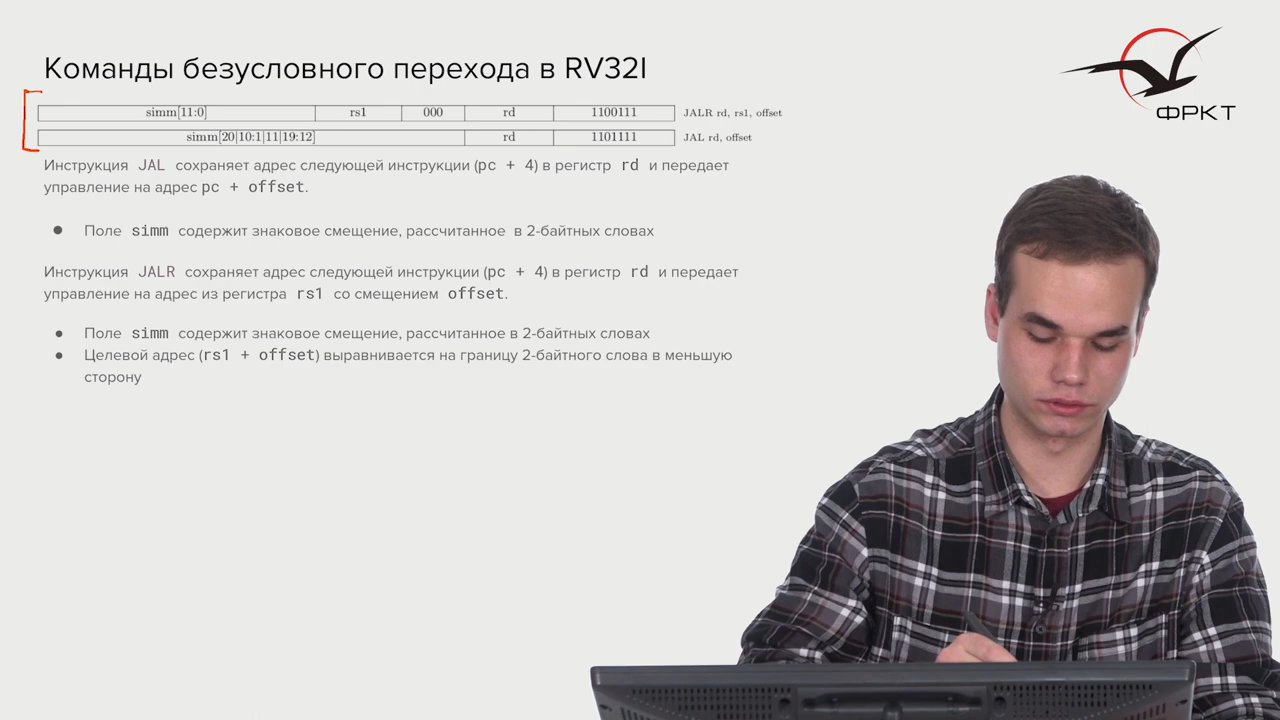 Команды безусловного перехода в RV32I
ФРКТ
simm[11:0] rs1 000 rd 1100111 JALR rd, rs1, offset
simm[20|10:1|11|19:12] rd 1101111 JAL rd, offset
Инструкция JAL сохраняет адрес следующей инструкции (pc + 4) в регистр rd и передает
управление на адрес pc + offset.
● Поле simm содержит знаковое смещение, рассчитанное в 2-байтных словах
Инструкция JALR сохраняет адрес следующей инструкции (pc + 4) в регистр rd и передает
управление на адрес из регистра rs1 со смещением offset.
● Поле simm содержит знаковое смещение, рассчитанное в 2-байтных словах
● Целевой адрес (rs1 + offset) выравнивается на границу 2-байтного слова в меньшую
сторону